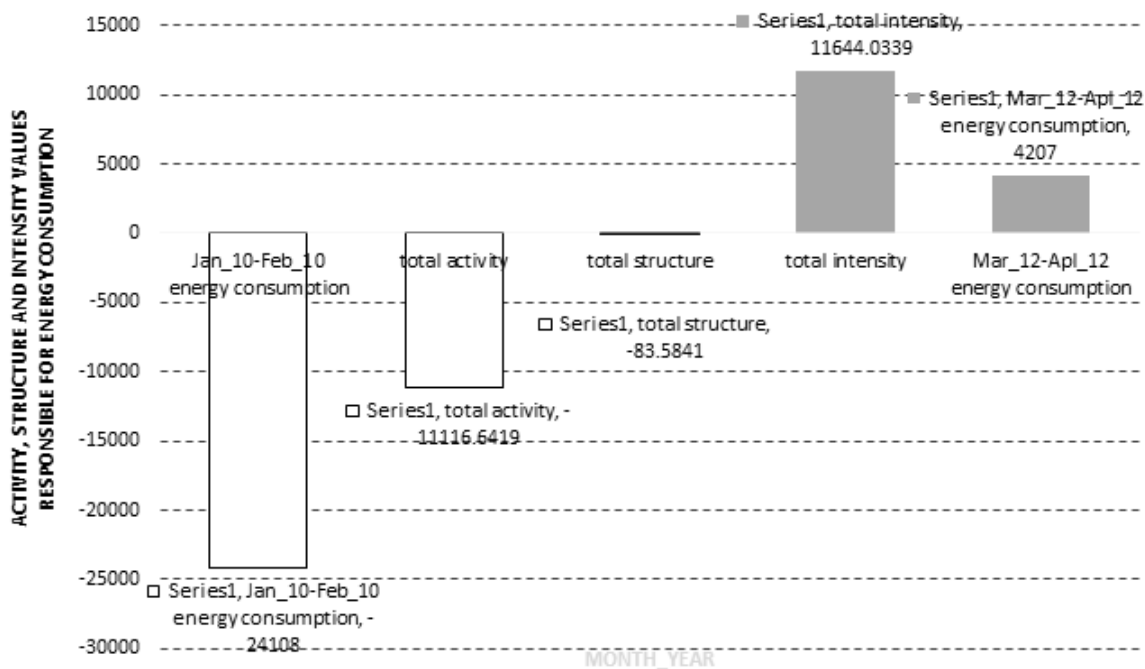 ACTIVITY, STRUCTURE AND INTENSITY VALUES
RESPONSIBLE FOR ENERGY CONSUMPTION
15000
10000
5000
0
-5000
-10000
-15000
-20000
-25000
-30000
Series1, total intensity,
11644.0339
Series1, Mar_12-Apl_12
energy consumption,
4207
Jan_10-Feb_10
energy consumption
total activity
total structure
total intensity
Mar_12-Apl_12
energy consumption
Series1, total structure,
-83.5841
Series1, total activity, -
11116.6419
Series1, Jan_10-Feb_10
energy consumption, -
24108
MONTH_YEAR